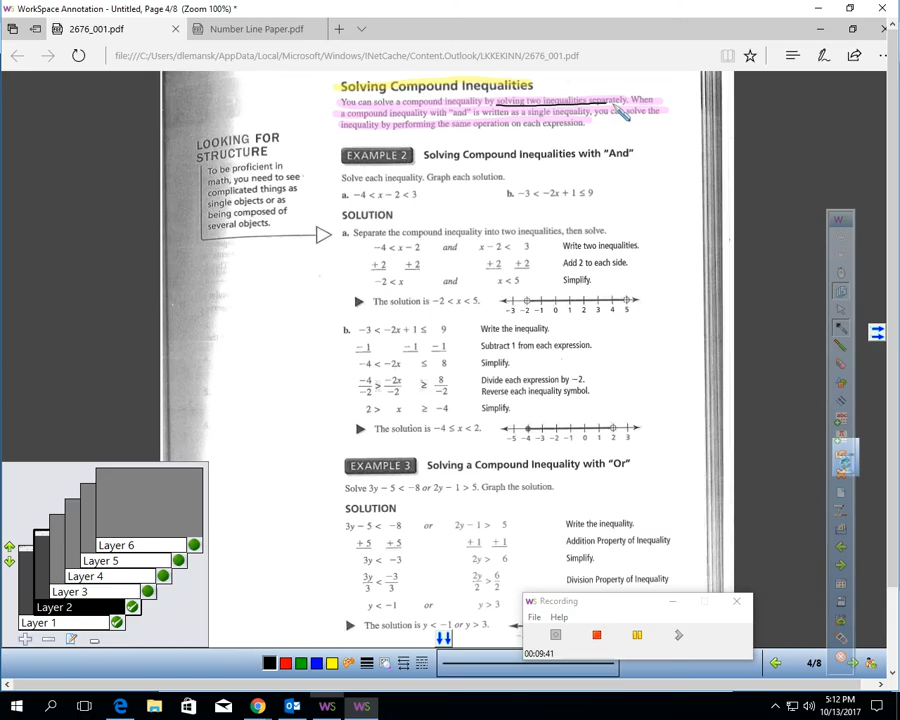 WorkSpace Annotation, Page 4/8 (Zoom 100%) *
2676_001.pdf
Number Line Paper.pdf
file:///C:/Users/dlemansk/AppData/Local/Microsoft/Windows/INetCache/Content.Outlook/LKKEKINN/2676_001.pdf
Solving Compound Inequalities
You can solve a compound inequality by solving two inequalities separately. When
a compound inequality with "and" is written as a single inequality, you can solve the
inequality by performing the same operation on each expression.
LOOKING FOR
STRUCTURE
To be proficient in
math, you need to see
complicated things as
single objects or as
being composed of
several objects.
EXAMPLE 2 Solving Compound Inequalities with "And"
Solve each inequality. Graph each solution.
a. −4 < x − 2 < 3
b. −3 < −2x + 1 ≤ 9
SOLUTION
a. Separate the compound inequality into two inequalities, then solve.
−4 < x − 2 and x − 2 < 3 Write two inequalities.
+ 2 + 2 + 2 + 2 Add 2 to each side.
−2 < x and x < 5 Simplify.
The solution is −2 < x < 5.
−3 −2 −1 0 1 2 3 4 5
b. −3 < −2x + 1 ≤ 9 Write the inequality.
− 1 − 1 − 1 Subtract 1 from each expression.
−4 < −2x ≤ 8 Simplify.
−4/−2 > −2x/−2 ≥ 8/−2 Divide each expression by −2.
Reverse each inequality symbol.
2 > x ≥ −4 Simplify.
The solution is −4 ≤ x < 2.
−5 −4 −3 −2 −1 0 1 2 3
EXAMPLE 3 Solving a Compound Inequality with "Or"
Solve 3y − 5 < −8 or 2y − 1 > 5. Graph the solution.
SOLUTION
3y − 5 < −8 or 2y − 1 > 5 Write the inequality.
+ 5 + 5 + 1 + 1 Addition Property of Inequality
3y < −3 2y > 6 Simplify.
3y/3 < −3/3 2y/2 > 6/2 Division Property of Inequality
y < −1 or y > 3
The solution is y < −1 or y > 3.
Layer 6
Layer 5
Layer 4
Layer 3
Layer 2
Layer 1
WS Recording
File Help
00:09:41
4/8
5:12 PM
10/13/2017